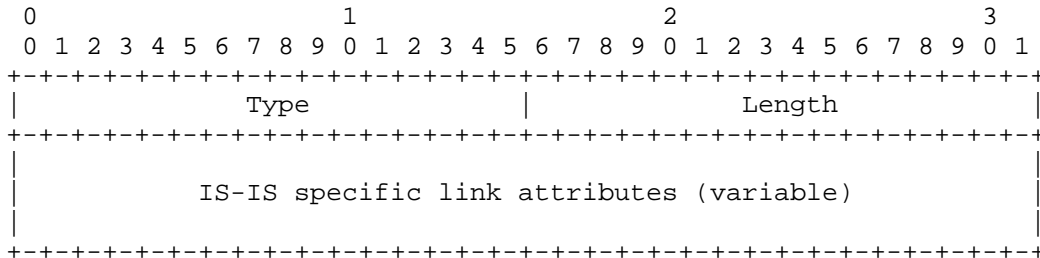 0                   1                   2                   3
 0 1 2 3 4 5 6 7 8 9 0 1 2 3 4 5 6 7 8 9 0 1 2 3 4 5 6 7 8 9 0 1
+-+-+-+-+-+-+-+-+-+-+-+-+-+-+-+-+-+-+-+-+-+-+-+-+-+-+-+-+-+-+-+-+
|              Type             |             Length            |
+-+-+-+-+-+-+-+-+-+-+-+-+-+-+-+-+-+-+-+-+-+-+-+-+-+-+-+-+-+-+-+-+
|                                                               |
|           IS-IS specific link attributes (variable)           |
|                                                               |
+-+-+-+-+-+-+-+-+-+-+-+-+-+-+-+-+-+-+-+-+-+-+-+-+-+-+-+-+-+-+-+-+